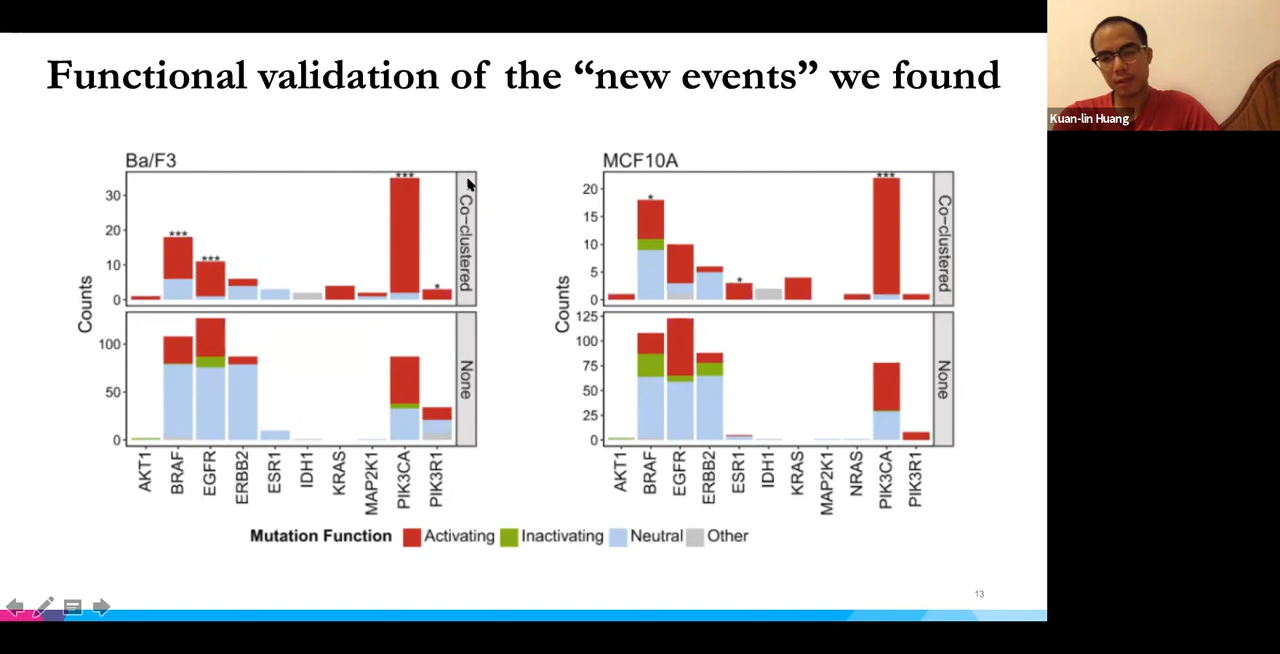 Functional validation of the “new events” we found
Kuan-lin Huang
Ba/F3
Counts
30
20
10
0
***
***
***
*
Co-clustered
100
50
0
None
AKT1
BRAF
EGFR
ERBB2
ESR1
IDH1
KRAS
MAP2K1
PIK3CA
PIK3R1
MCF10A
Counts
20
15
10
5
0
*
*
***
Co-clustered
125
100
75
50
25
0
None
AKT1
BRAF
EGFR
ERBB2
ESR1
IDH1
KRAS
MAP2K1
NRAS
PIK3CA
PIK3R1
Mutation Function Activating Inactivating Neutral Other
13